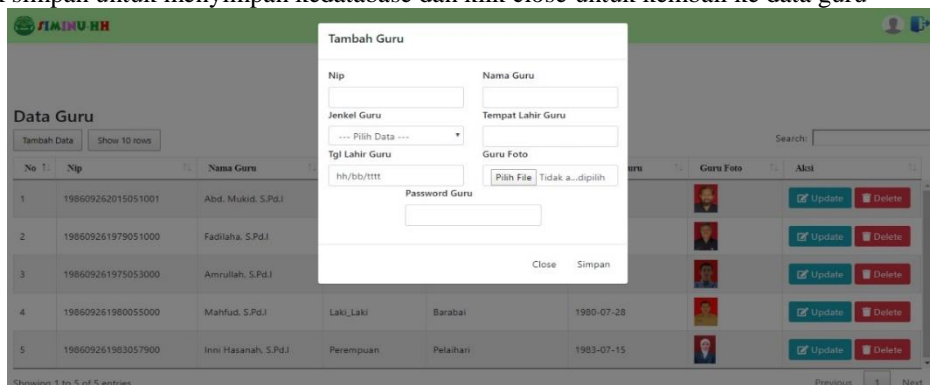 simpan untuk menyimpan kedatabase dan klik close untuk kembali ke data guru
SIMINU-HH
Tambah Guru
Nip
Nama Guru
Jenkel Guru
Tempat Lahir Guru
--- Pilih Data ---
Tgl Lahir Guru
Guru Foto
hh/bb/tttt
Pilih File Tidak a...dipilih
Password Guru
Close Simpan
Data Guru
Tambah Data Show 10 rows
Search:
No Nip Nama Guru Guru Foto Aksi
1 198609262015051001 Abd. Mukid, S.Pd.I Update Delete
2 198609261979051000 Fadilaha, S.Pd.I Update Delete
3 198609261975053000 Amrullah, S.Pd.I Update Delete
4 198609261980055000 Mahfud, S.Pd.I Laki_Laki Barabai 1980-07-28 Update Delete
5 198609261983057900 Inni Hasanah, S.Pd.I Perempuan Pelaihari 1983-07-15 Update Delete
Showing 1 to 5 of 5 entries
Previous 1 Next